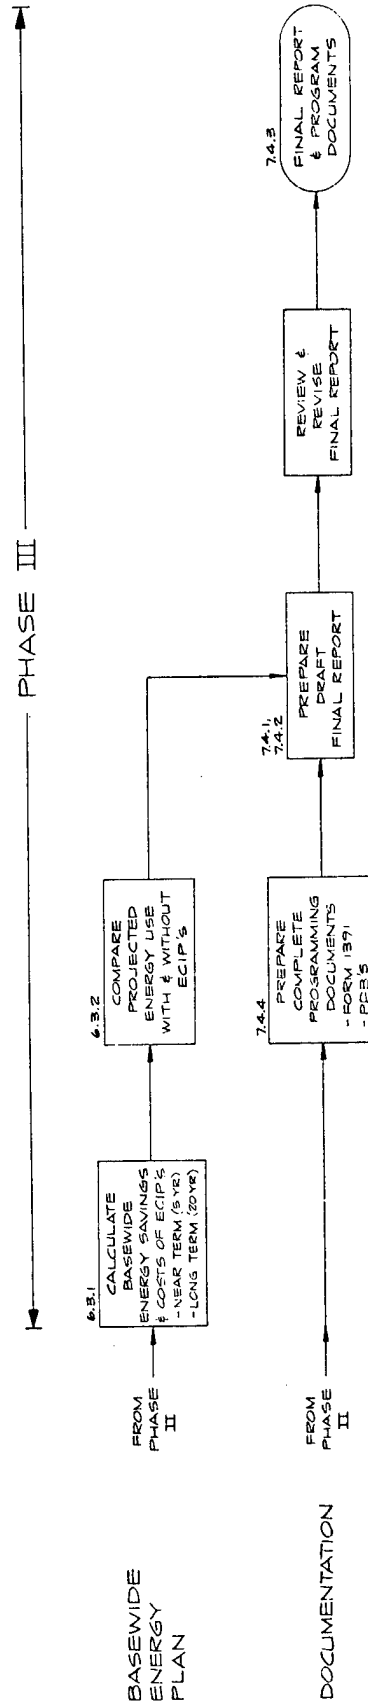 PHASE III
BASEWIDE
ENERGY
PLAN
FROM
PHASE
II
6.3.1
CALCULATE
BASEWIDE
ENERGY SAVINGS
& COSTS OF ECIP'S
- NEAR TERM (5 YR)
- LONG TERM (20 YR)
6.3.2
COMPARE
PROJECTED
ENERGY USE
WITH & WITHOUT
ECIP'S
DOCUMENTATION
FROM
PHASE
II
7.4.4
PREPARE
COMPLETE
PROGRAMMING
DOCUMENTS
- FORM 1391
- PDB'S
7.4.1,
7.4.2
PREPARE
DRAFT
FINAL REPORT
REVIEW &
REVISE
FINAL REPORT
7.4.3
FINAL REPORT
& PROGRAM
DOCUMENTS